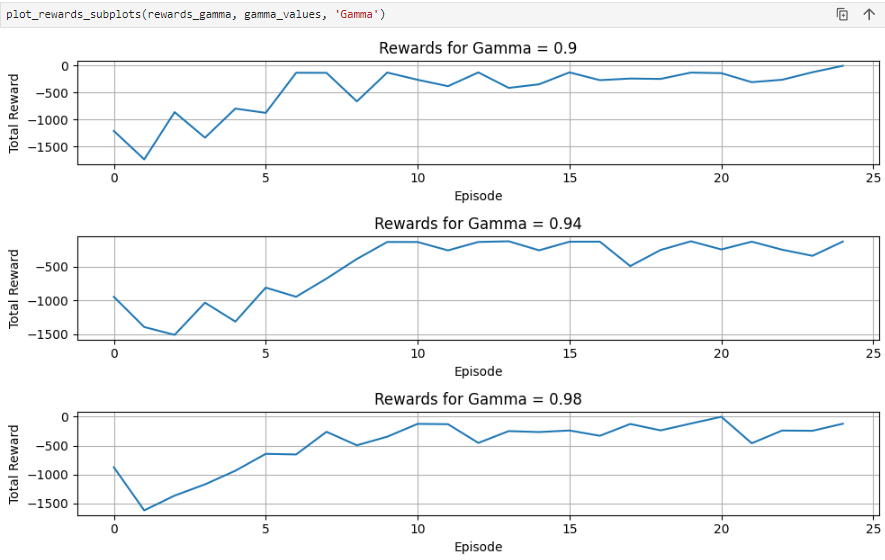 plot_rewards_subplots(rewards_gamma, gamma_values, 'Gamma')
Rewards for Gamma = 0.9
Total Reward
0
−500
−1000
−1500
0 5 10 15 20 25
Episode
Rewards for Gamma = 0.94
Total Reward
−500
−1000
−1500
0 5 10 15 20 25
Episode
Rewards for Gamma = 0.98
Total Reward
0
−500
−1000
−1500
0 5 10 15 20 25
Episode